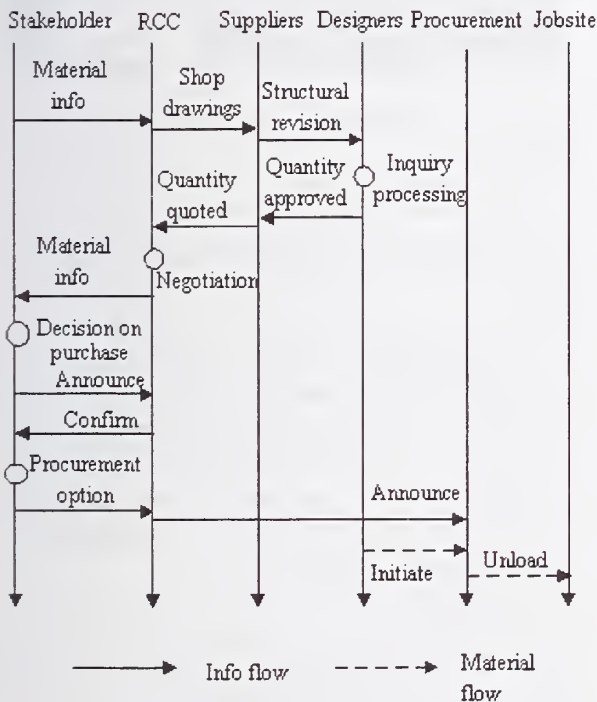 Stakeholder RCC Suppliers Designers Procurement Jobsite
Material
info
Shop
drawings
Structural
revision
Quantity
quoted
Quantity
approved
Inquiry
processing
Material
info
Negotiation
Decision on
purchase
Announce
Confirm
Procurement
option
Announce
Initiate
Unload
Info flow
Material
flow